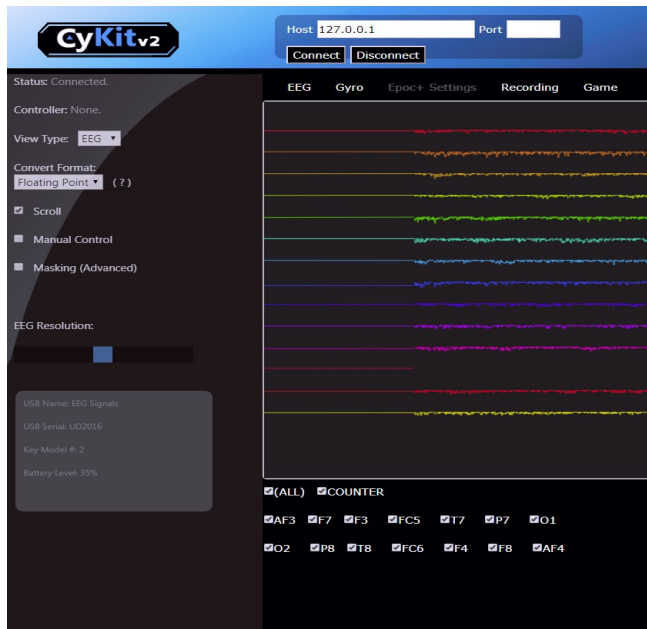 CyKitv2
Host 127.0.0.1 Port
Connect Disconnect
Status: Connected.
EEG Gyro Epoc+ Settings Recording Game
Controller: None.
View Type: EEG
Convert Format:
Floating Point (?)
Scroll
Manual Control
Masking (Advanced)
EEG Resolution:
USB Name: EEG Signals
USB Serial: UD2016
Key Model #: 2
Battery Level: 35%
(ALL) COUNTER
AF3 F7 F3 FC5 T7 P7 O1
O2 P8 T8 FC6 F4 F8 AF4